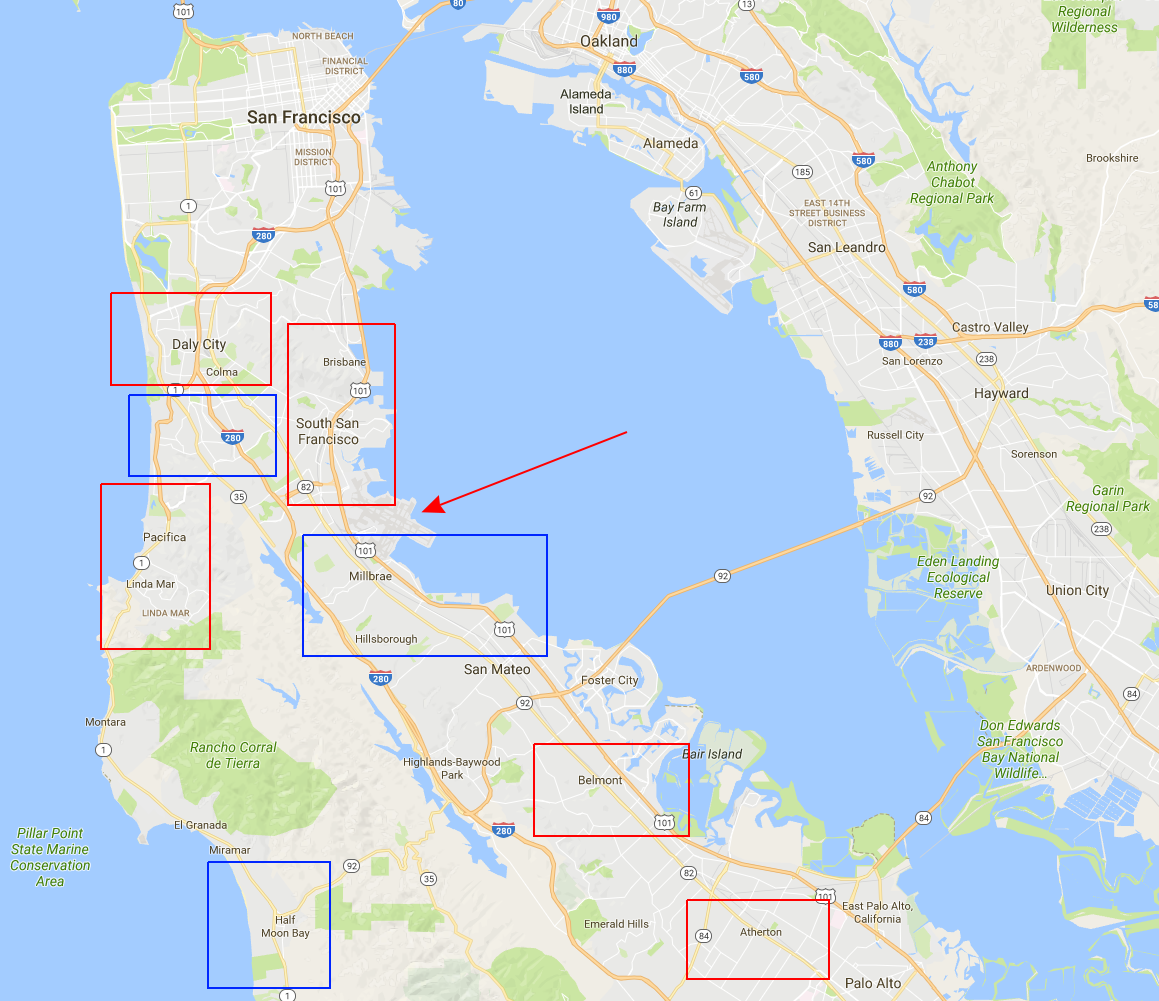 101
80
13
Regional
Wilderness
980
NORTH BEACH
Oakland
FINANCIAL
DISTRICT
880
580
Alameda
Island
San Francisco
Alameda
MISSION
DISTRICT
580
Brookshire
Anthony
Chabot
Regional Park
185
101
61
1
Bay Farm
Island
EAST 14TH
STREET BUSINESS
DISTRICT
280
San Leandro
580
58
Castro Valley
880
238
Daly City
Brisbane
San Lorenzo
238
Colma
1
101
Hayward
South San
Francisco
280
Russell City
Sorenson
82
35
92
Garin
Regional Park
238
Pacifica
101
1
Millbrae
92
Eden Landing
Ecological
Reserve
Linda Mar
Union City
LINDA MAR
101
Hillsborough
San Mateo
280
Foster City
ARDENWOOD
84
92
Montara
1
Rancho Corral
de Tierra
Don Edwards
San Francisco
Bay National
Wildlife...
Bair Island
Highlands-Baywood
Park
Belmont
El Granada
280
101
84
Pillar Point
State Marine
Conservation
Area
Miramar
92
35
82
101
East Palo Alto,
California
Half
Moon Bay
Emerald Hills
84
Atherton
Palo Alto
1